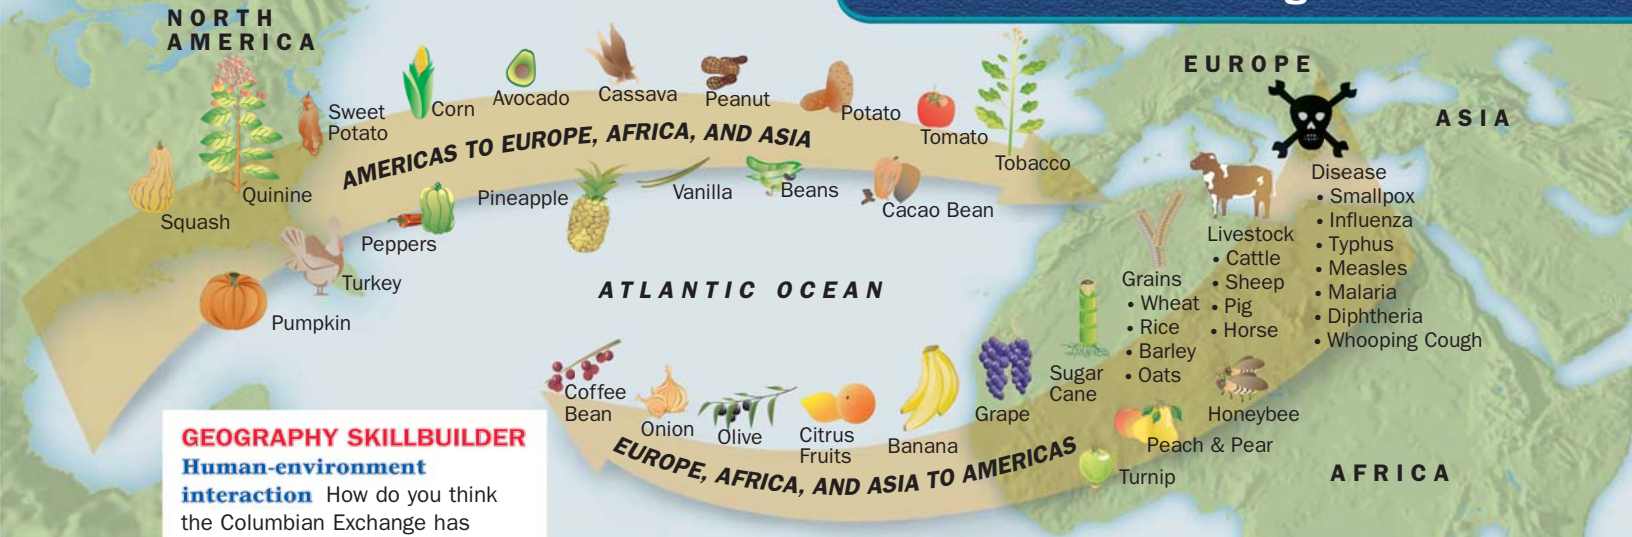 NORTH
AMERICA
EUROPE
ASIA
Sweet
Potato
Corn
Avocado
Cassava
Peanut
Potato
Tomato
Tobacco
AMERICAS TO EUROPE, AFRICA, AND ASIA
Squash
Quinine
Peppers
Pineapple
Vanilla
Beans
Cacao Bean
Turkey
Pumpkin
ATLANTIC OCEAN
Disease
• Smallpox
• Influenza
• Typhus
• Measles
• Malaria
• Diphtheria
• Whooping Cough
Livestock
• Cattle
• Sheep
• Pig
• Horse
Grains
• Wheat
• Rice
• Barley
• Oats
Coffee
Bean
Onion
Olive
Citrus
Fruits
Banana
Grape
Sugar
Cane
Honeybee
Peach & Pear
Turnip
EUROPE, AFRICA, AND ASIA TO AMERICAS
AFRICA
GEOGRAPHY SKILLBUILDER
Human-environment
interaction How do you think
the Columbian Exchange has